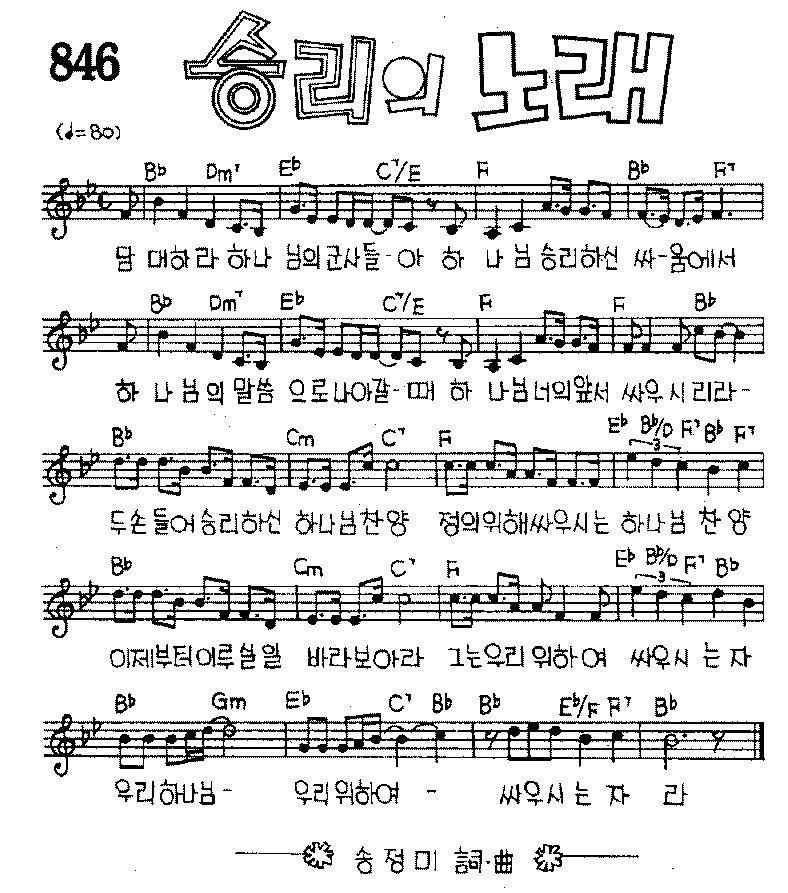 846 승리의 노래
(♩=80)
B♭ Dm7 E♭ C7/E F B♭ F7
담 대하라 하나 님의군사들-아 하 나 님 승리하신 싸-움에서
B♭ Dm7 E♭ C7/E F F B♭
하 나 님 의 말씀 으로나아갈-때 하 나님너의앞서 싸우시리라-
B♭ Cm C7 F E♭ B♭/D F7 B♭ F7
두손들어승리하신 하나님찬양 정의위해싸우시는 하나님 찬양
B♭ Cm C7 F E♭ B♭/D F7 B♭
이제부터이루실일 바라보아라 그는우리위하여 싸우시 는 자
B♭ Gm E♭ C7 B♭ B♭ E♭/F F7 B♭
우리하나님- 우리위하여 - 싸우시는 자 라
송 정 미 詞·曲